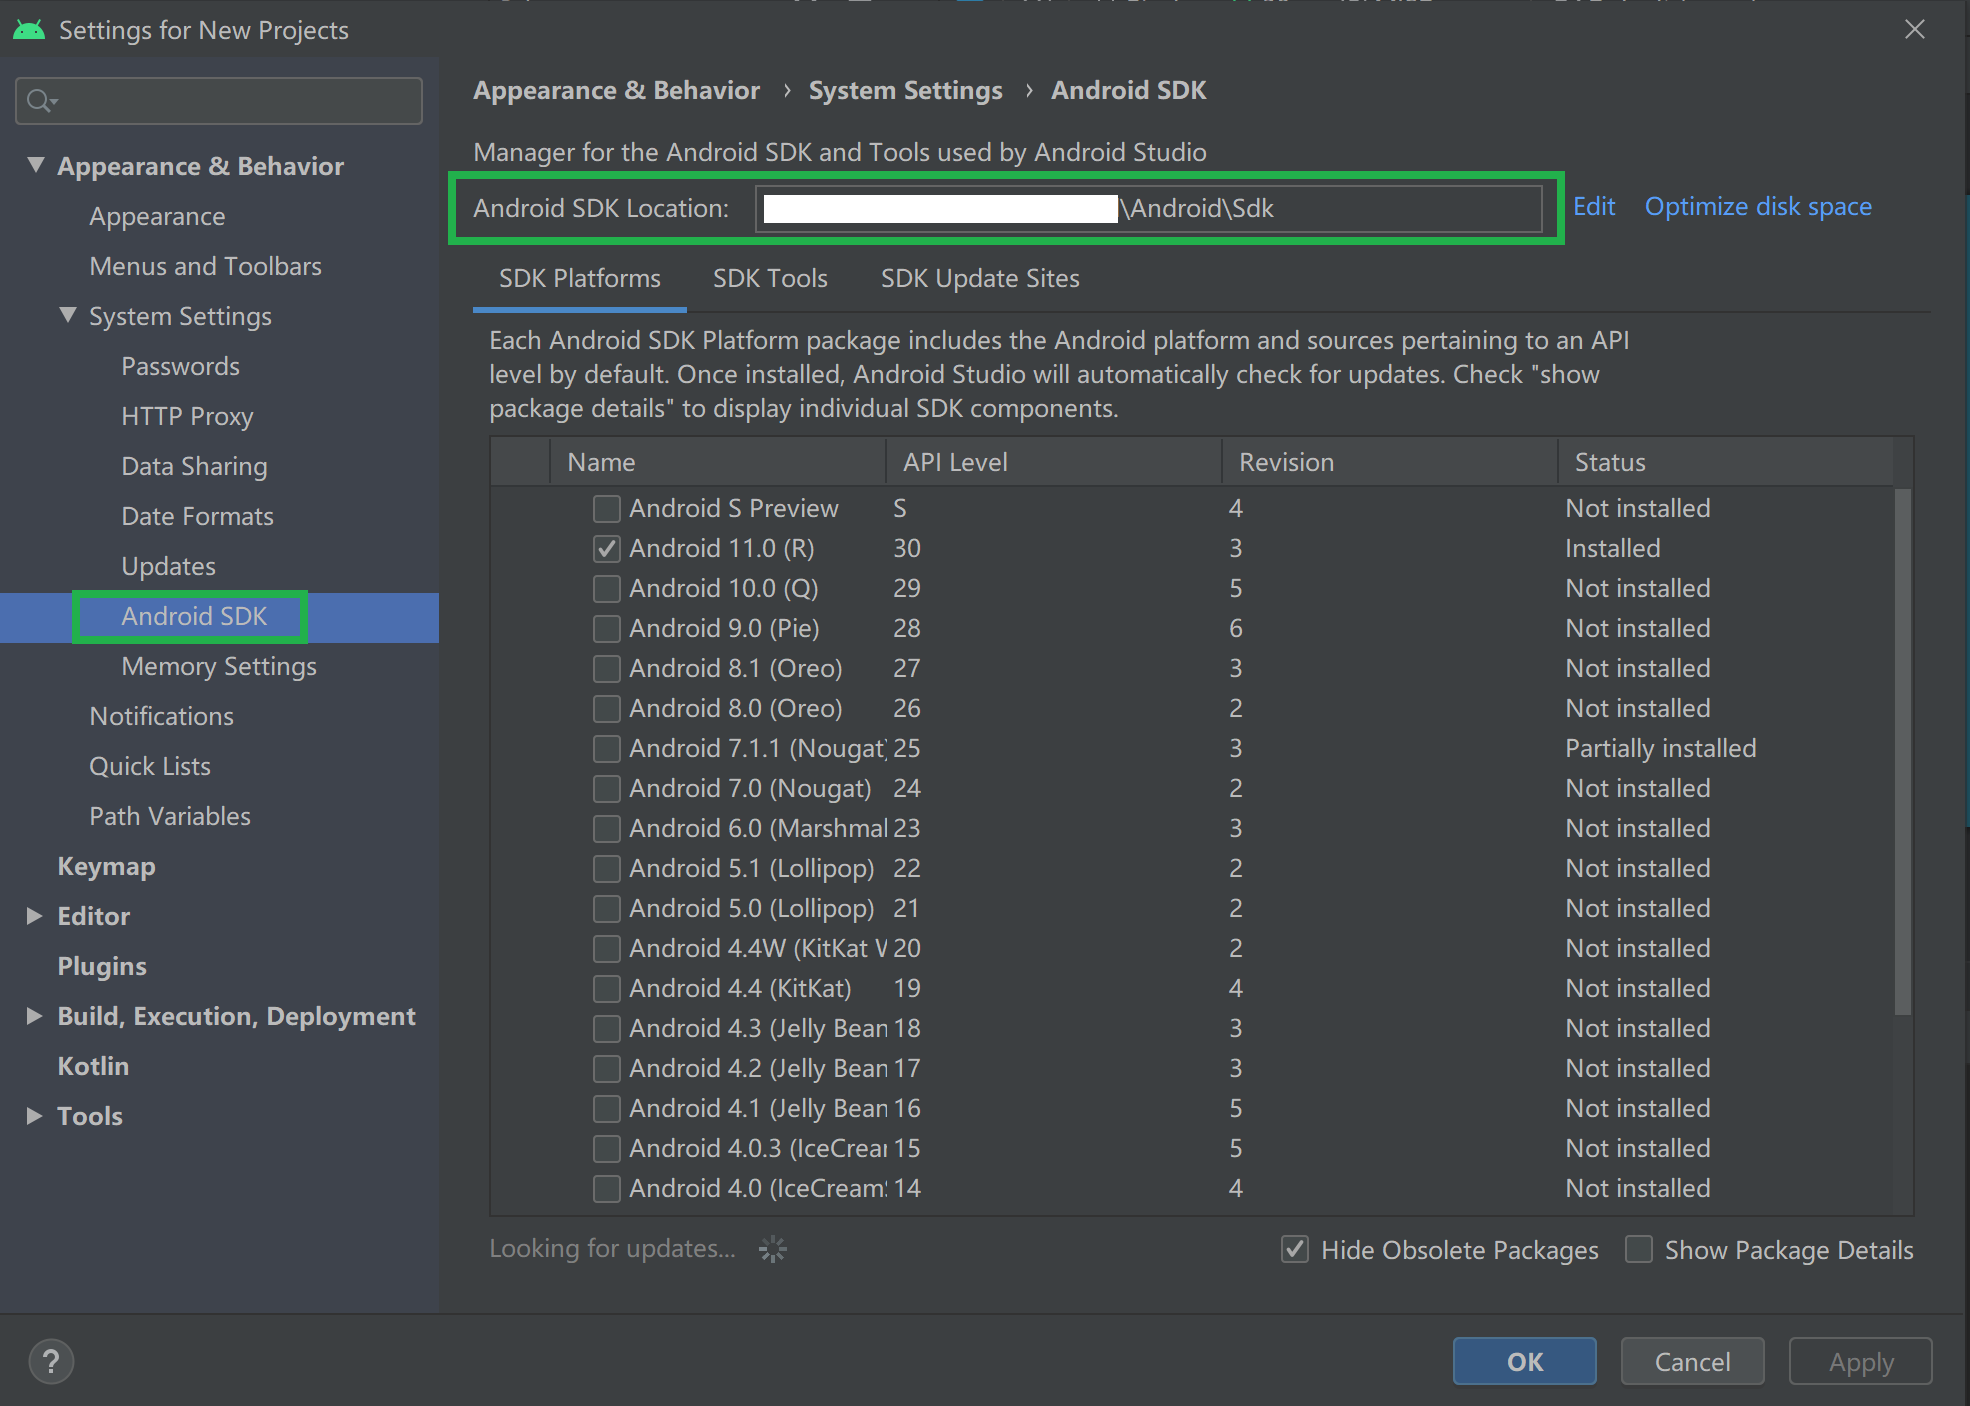 Settings for New Projects
Appearance & Behavior
Appearance
Menus and Toolbars
System Settings
Passwords
HTTP Proxy
Data Sharing
Date Formats
Updates
Android SDK
Memory Settings
Notifications
Quick Lists
Path Variables
Keymap
Editor
Plugins
Build, Execution, Deployment
Kotlin
Tools
Appearance & Behavior › System Settings › Android SDK
Manager for the Android SDK and Tools used by Android Studio
Android SDK Location: \Android\Sdk Edit Optimize disk space
SDK Platforms SDK Tools SDK Update Sites
Each Android SDK Platform package includes the Android platform and sources pertaining to an API
level by default. Once installed, Android Studio will automatically check for updates. Check "show
package details" to display individual SDK components.
Name API Level Revision Status
Android S Preview S 4 Not installed
Android 11.0 (R) 30 3 Installed
Android 10.0 (Q) 29 5 Not installed
Android 9.0 (Pie) 28 6 Not installed
Android 8.1 (Oreo) 27 3 Not installed
Android 8.0 (Oreo) 26 2 Not installed
Android 7.1.1 (Nougat) 25 3 Partially installed
Android 7.0 (Nougat) 24 2 Not installed
Android 6.0 (Marshmal 23 3 Not installed
Android 5.1 (Lollipop) 22 2 Not installed
Android 5.0 (Lollipop) 21 2 Not installed
Android 4.4W (KitKat W 20 2 Not installed
Android 4.4 (KitKat) 19 4 Not installed
Android 4.3 (Jelly Bean 18 3 Not installed
Android 4.2 (Jelly Bean 17 3 Not installed
Android 4.1 (Jelly Bean 16 5 Not installed
Android 4.0.3 (IceCrear 15 5 Not installed
Android 4.0 (IceCreamS 14 4 Not installed
Looking for updates... Hide Obsolete Packages Show Package Details
? OK Cancel Apply